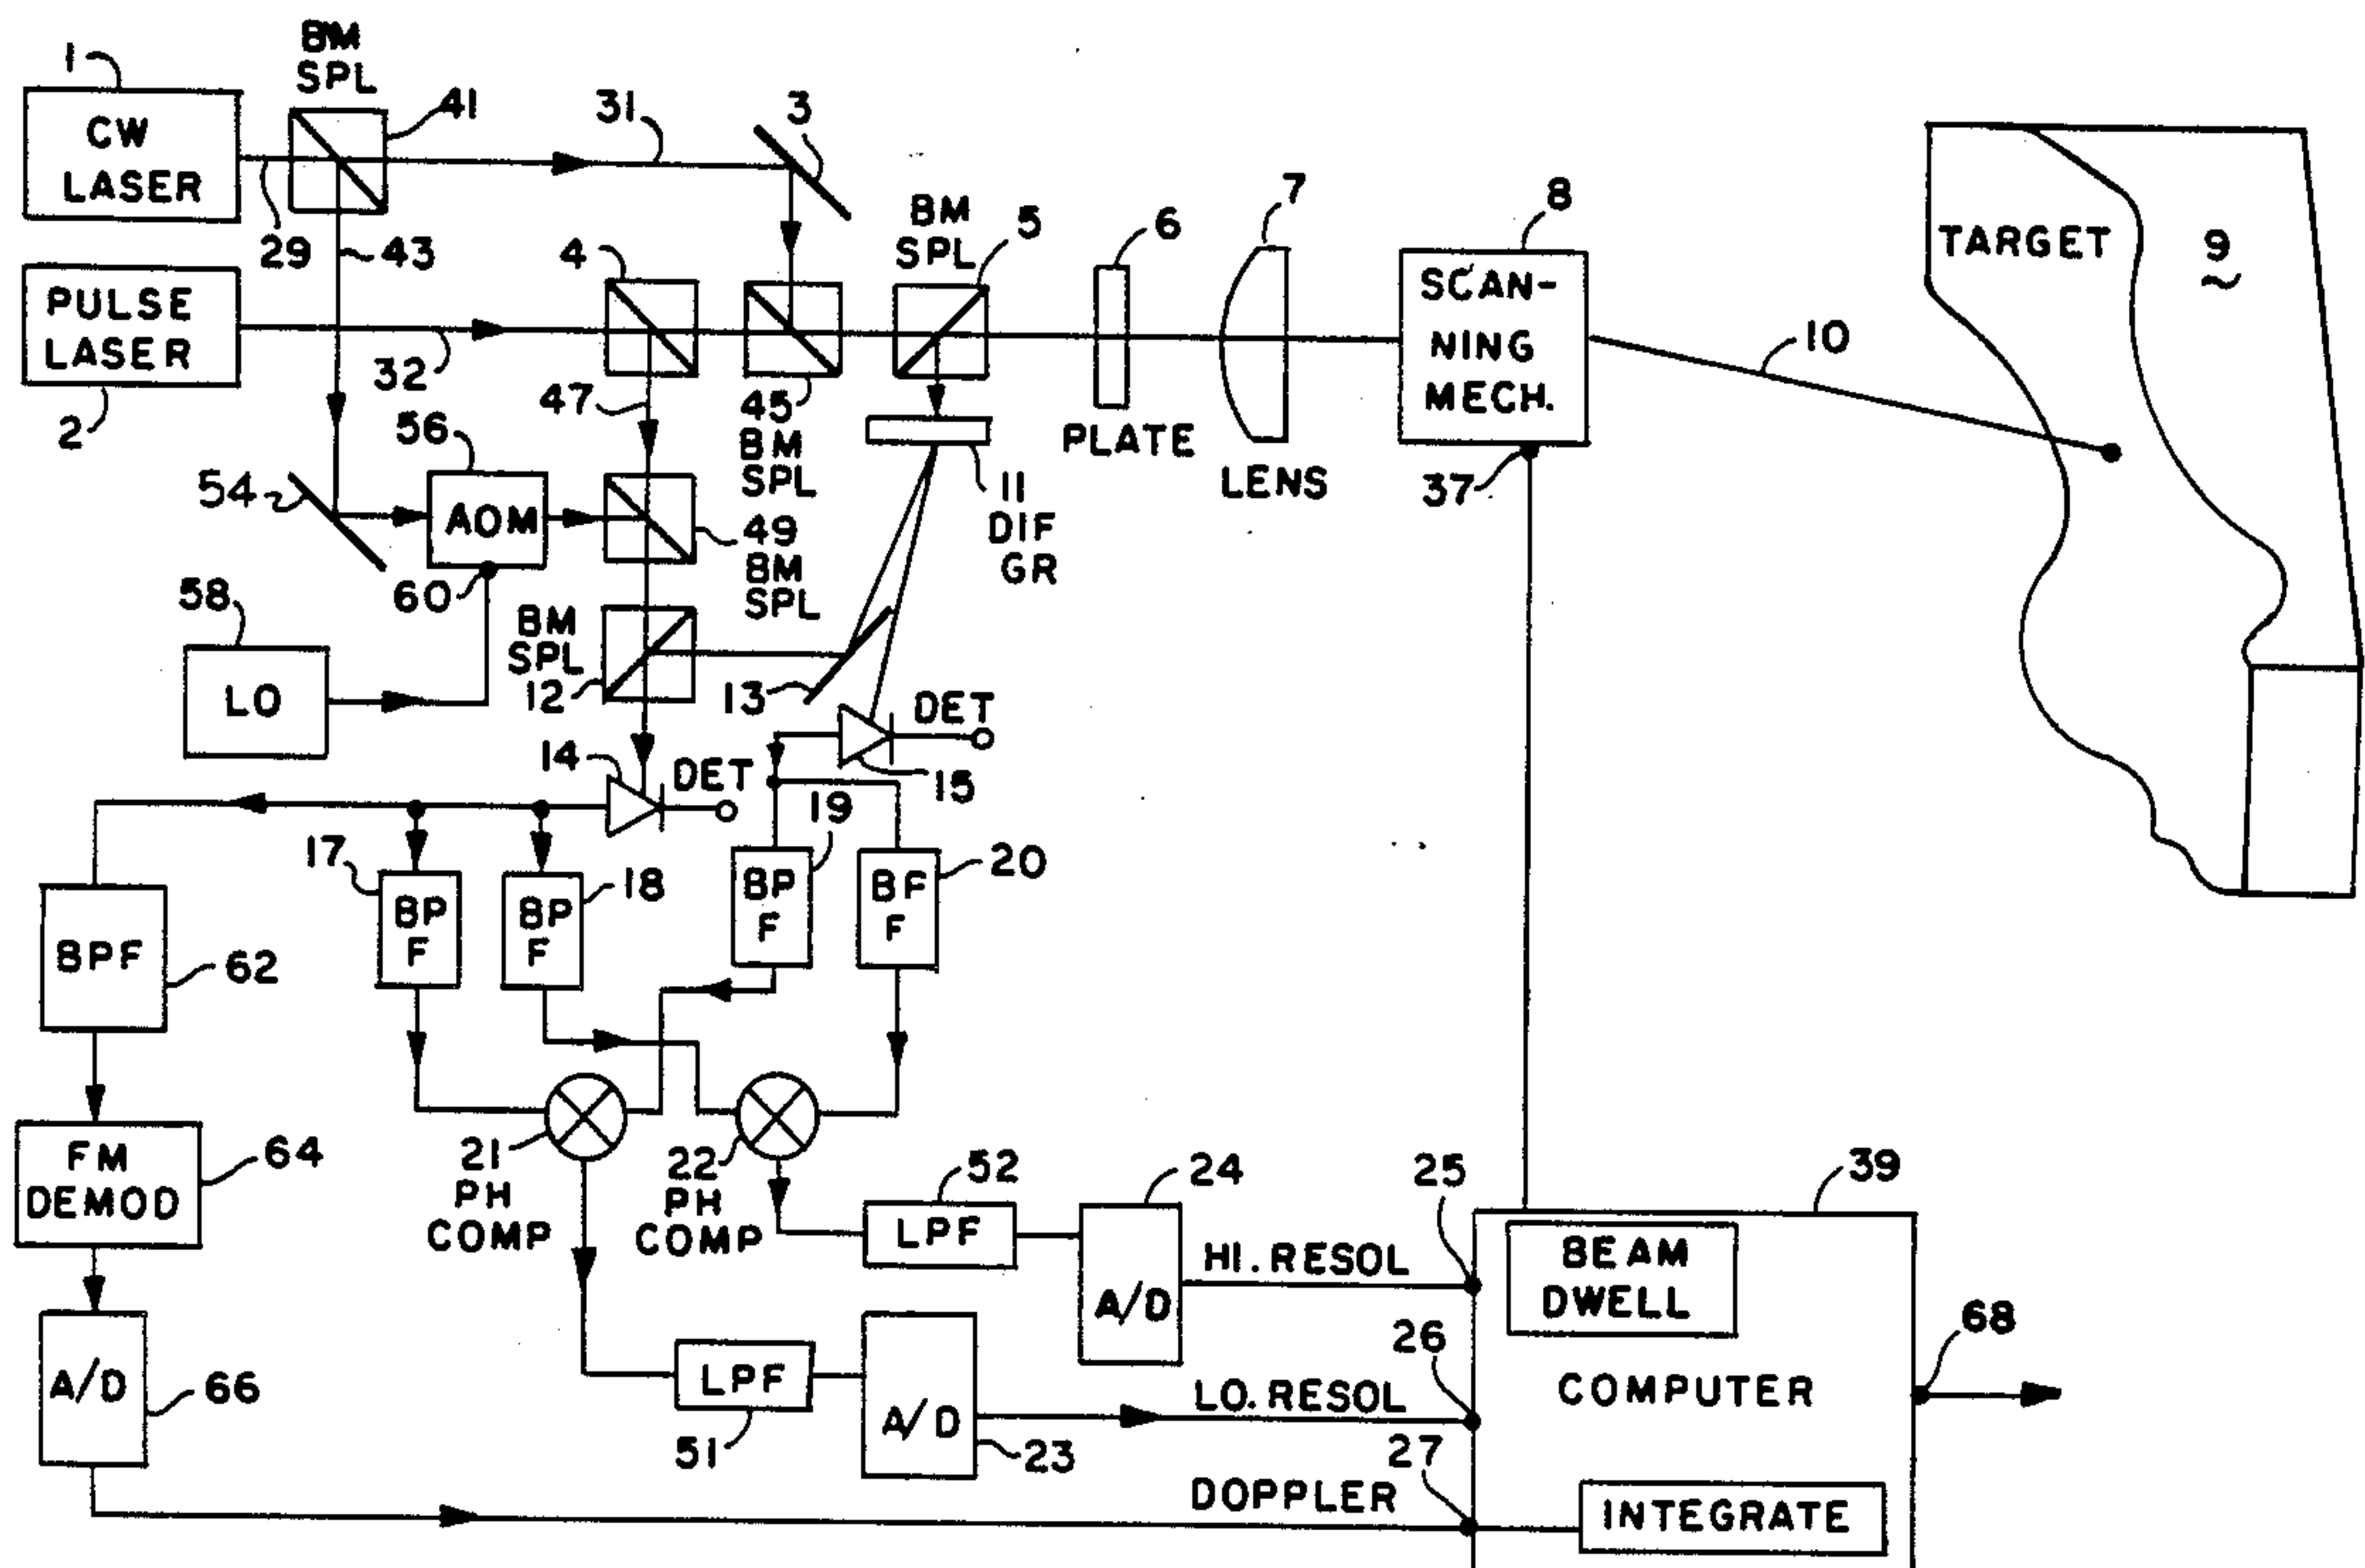 BM
SPL
1
41
31
3
CW
LASER
29
43
BM
SPL
5
6
7
8
TARGET
9
PULSE
LASER
2
32
4
47
45
BM
SPL
PLATE
LENS
SCAN-
NING
MECH.
37
10
56
54
AOM
60
49
BM
SPL
11
DIF
GR
58
LO
BM
SPL
12
13
14
DET
DET
15
17
BP
F
18
BP
F
19
BP
F
20
BF
F
BPF
62
FM
DEMOD
64
A/D
66
21
PH
COMP
22
PH
COMP
52
LPF
24
A/D
HI. RESOL
25
39
BEAM
DWELL
51
LPF
A/D
23
LO. RESOL
26
COMPUTER
68
DOPPLER
27
INTEGRATE